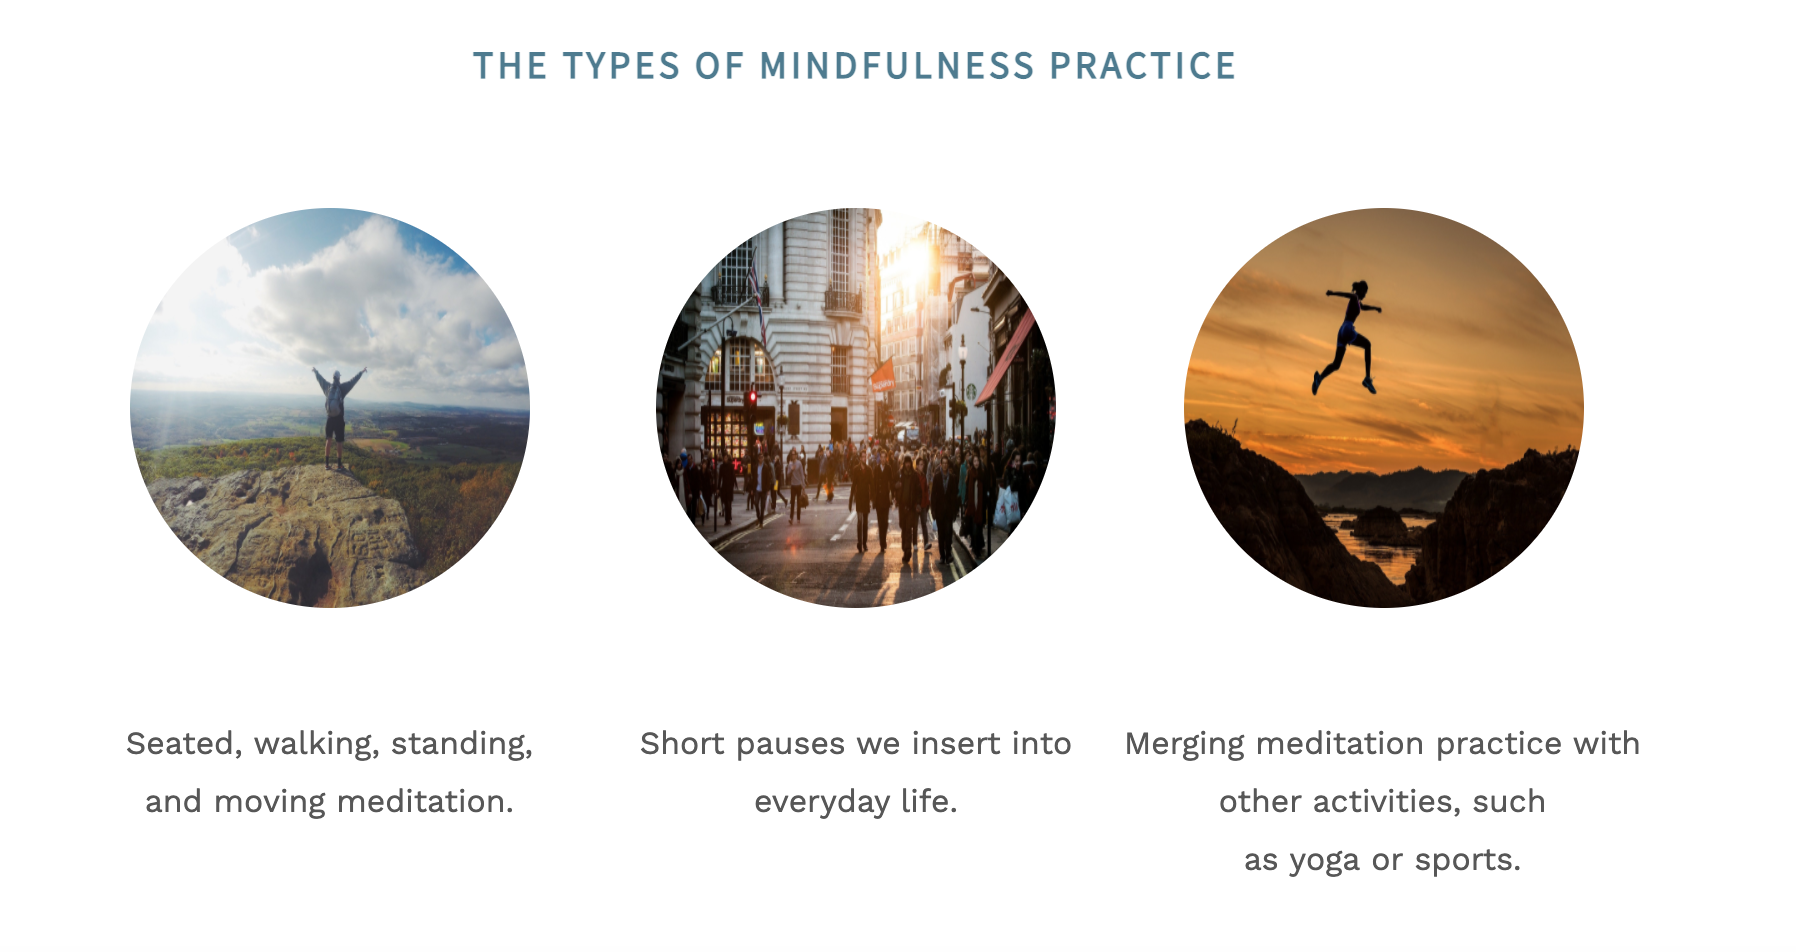 THE TYPES OF MINDFULNESS PRACTICE
Seated, walking, standing,
and moving meditation.
Short pauses we insert into
everyday life.
Merging meditation practice with
other activities, such
as yoga or sports.